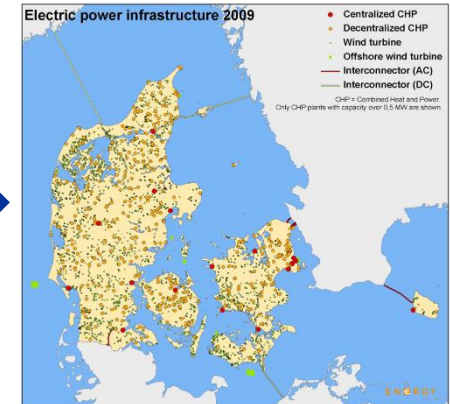 Electric power infrastructure 2009
Centralized CHP
Decentralized CHP
Wind turbine
Offshore wind turbine
Interconnector (AC)
Interconnector (DC)
CHP = Combined Heat and Power.
Only CHP plants with capacity over 0,5 MW are shown.
ENERGY